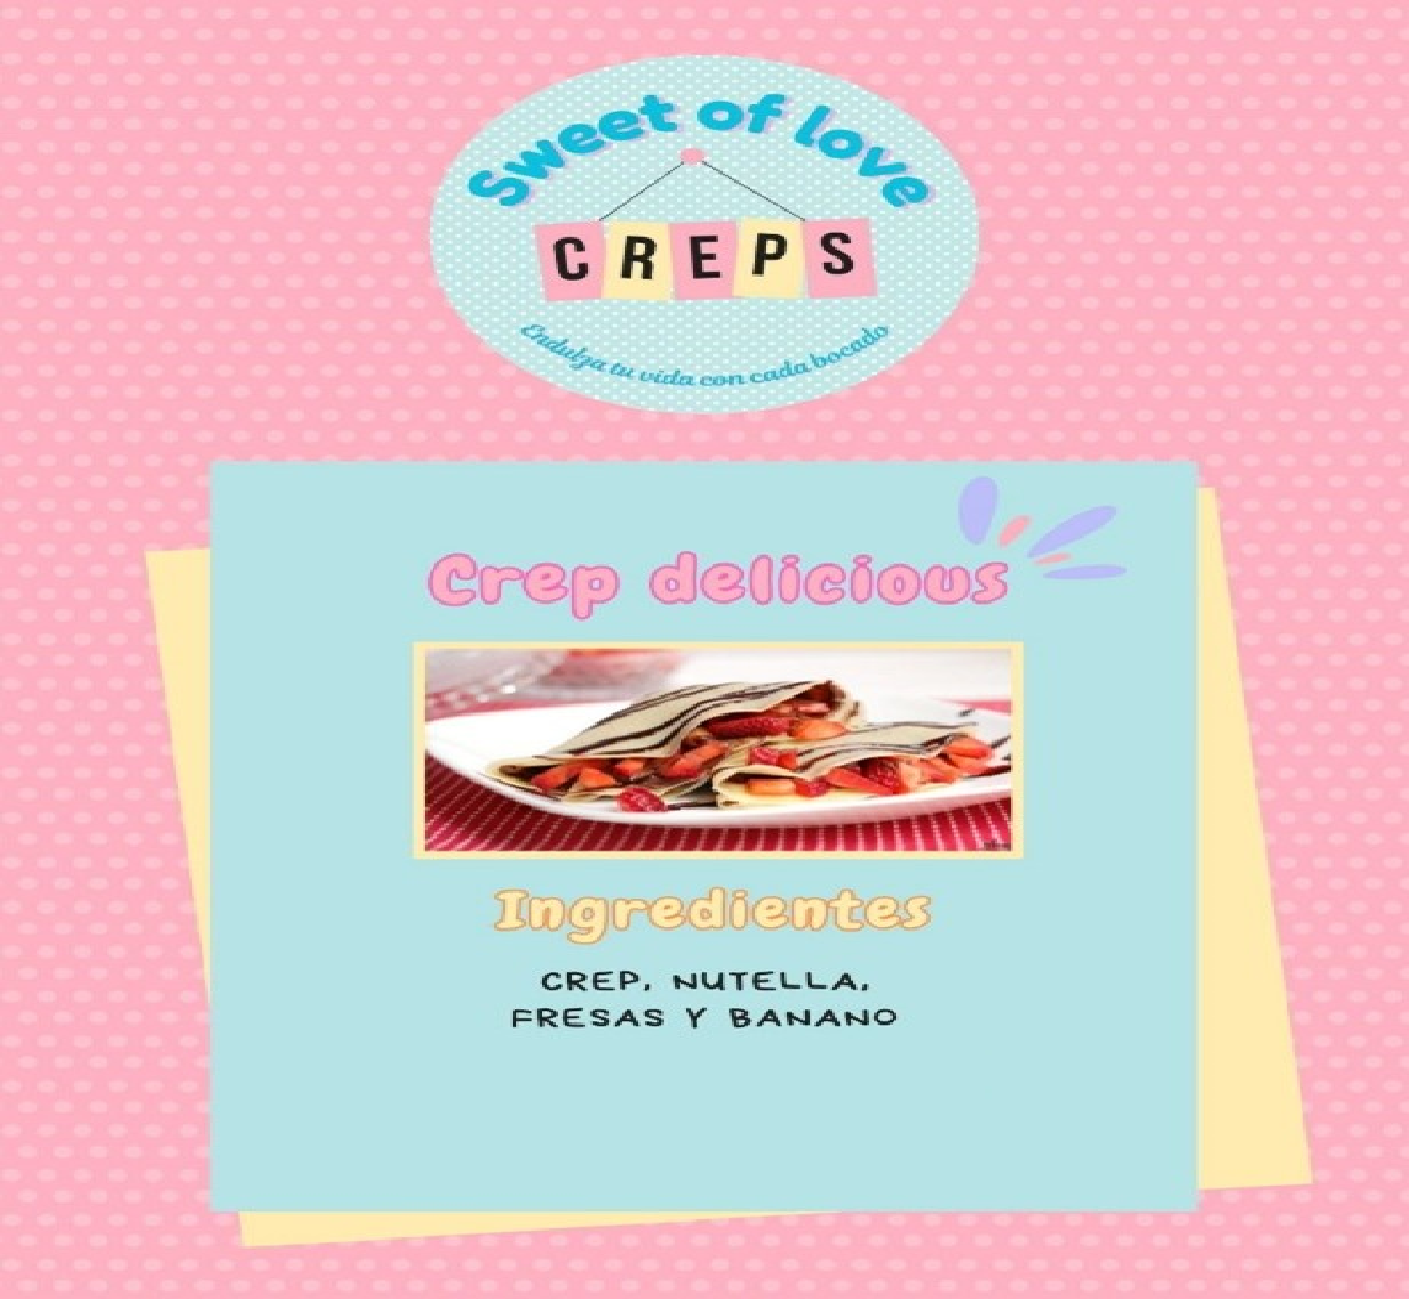 Sweet of love
CREPS
Endulza tu vida con cada bocado
Crep delicious
Ingredientes
CREP, NUTELLA,
FRESAS Y BANANO